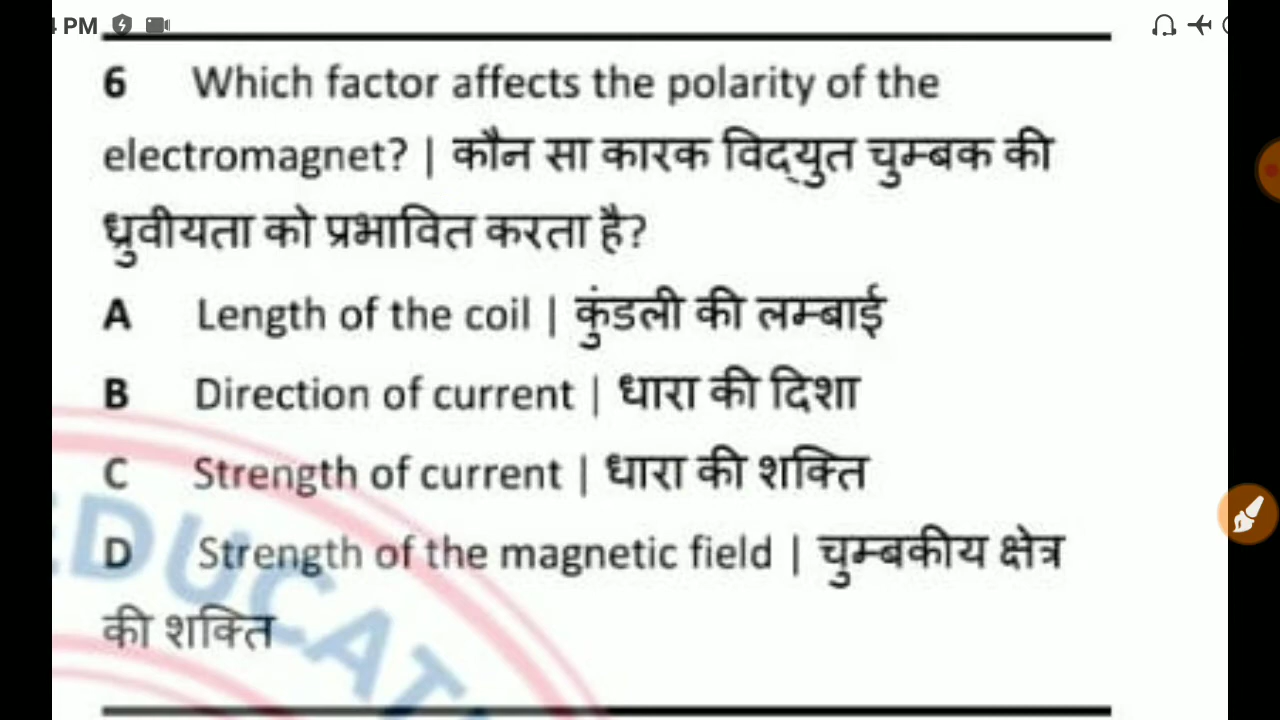 PM
6 Which factor affects the polarity of the
electromagnet? | कौन सा कारक विद्युत चुम्बक की
ध्रुवीयता को प्रभावित करता है?
A Length of the coil | कुंडली की लम्बाई
B Direction of current | धारा की दिशा
C Strength of current | धारा की शक्ति
D Strength of the magnetic field | चुम्बकीय क्षेत्र
की शक्ति